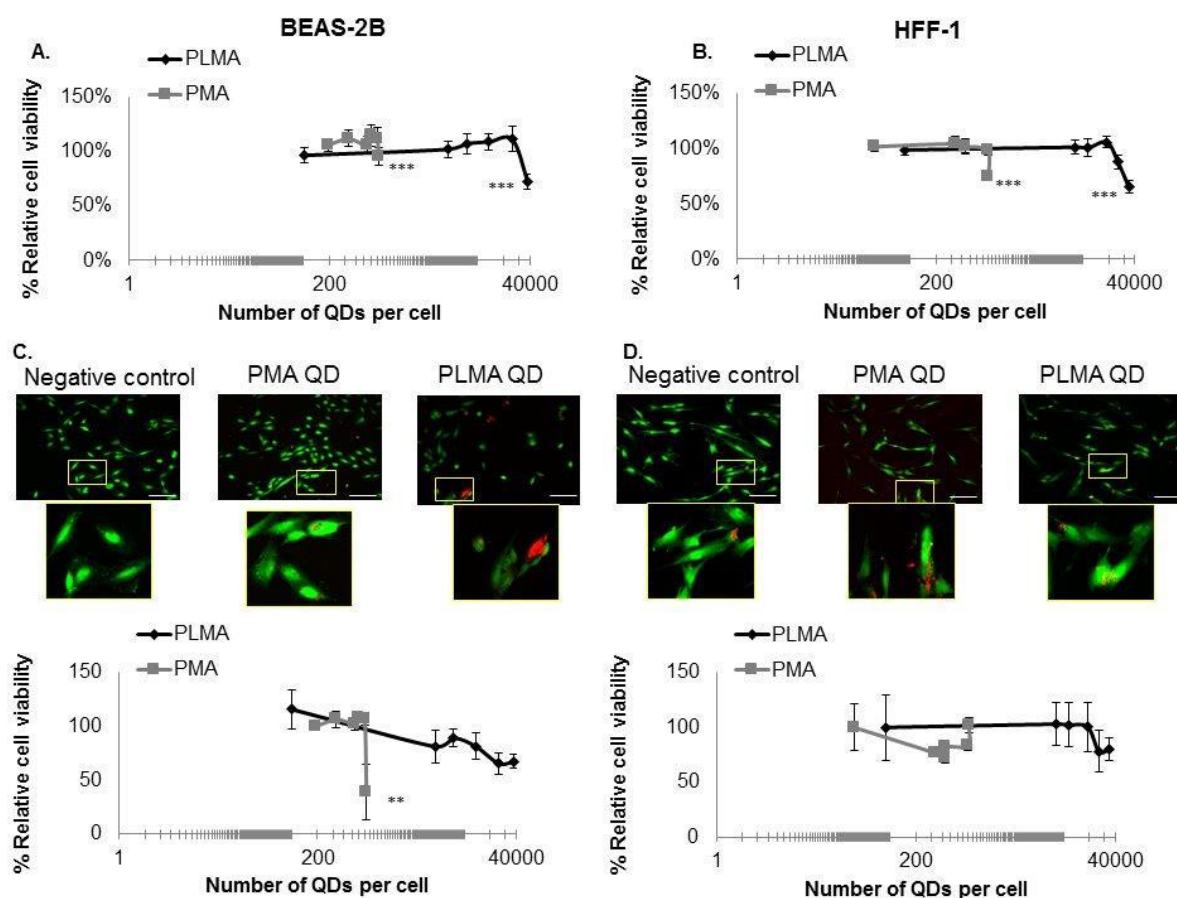 BEAS-2B
HFF-1
A.
PLMA
PMA
% Relative cell viability
150%
100%
50%
0%
***
***
1
200
40000
Number of QDs per cell
B.
PLMA
PMA
% Relative cell viability
150%
100%
50%
0%
***
***
1
200
40000
Number of QDs per cell
C.
Negative control
PMA QD
PLMA QD
PLMA
PMA
% Relative cell viability
150
100
50
0
**
1
200
40000
Number of QDs per cell
D.
Negative control
PMA QD
PLMA QD
PLMA
PMA
% Relative cell viability
150
100
50
0
1
200
40000
Number of QDs per cell